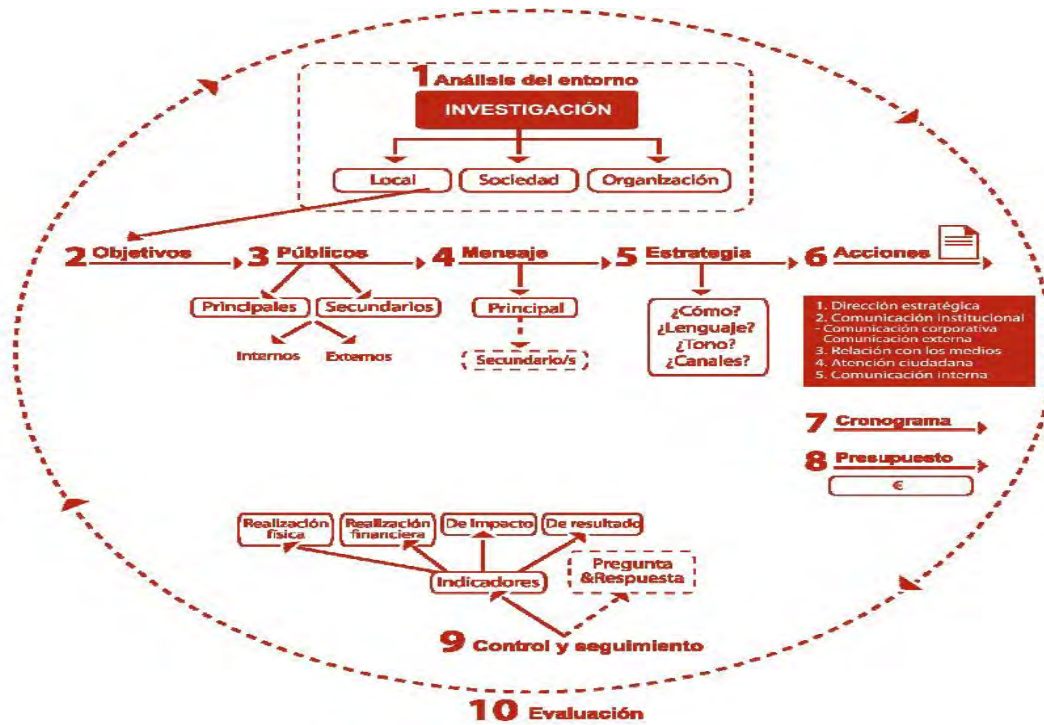 1 Análisis del entorno
INVESTIGACIÓN
Local
Sociedad
Organización
2 Objetivos
3 Públicos
4 Mensaje
5 Estrategia
6 Acciones
Principales
Secundarios
Internos
Externos
Principal
Secundario/s
¿Cómo?
¿Lenguaje?
¿Tono?
¿Canales?
1. Dirección estratégica
2. Comunicación institucional
- Comunicación corporativa
Comunicación externa
3. Relación con los medios
4. Atención ciudadana
5. Comunicación interna
7 Cronograma
8 Presupuesto
€
Realización
física
Realización
financiera
De Impacto
De resultado
Indicadores
Pregunta
&Respuesta
9 Control y seguimiento
10 Evaluación